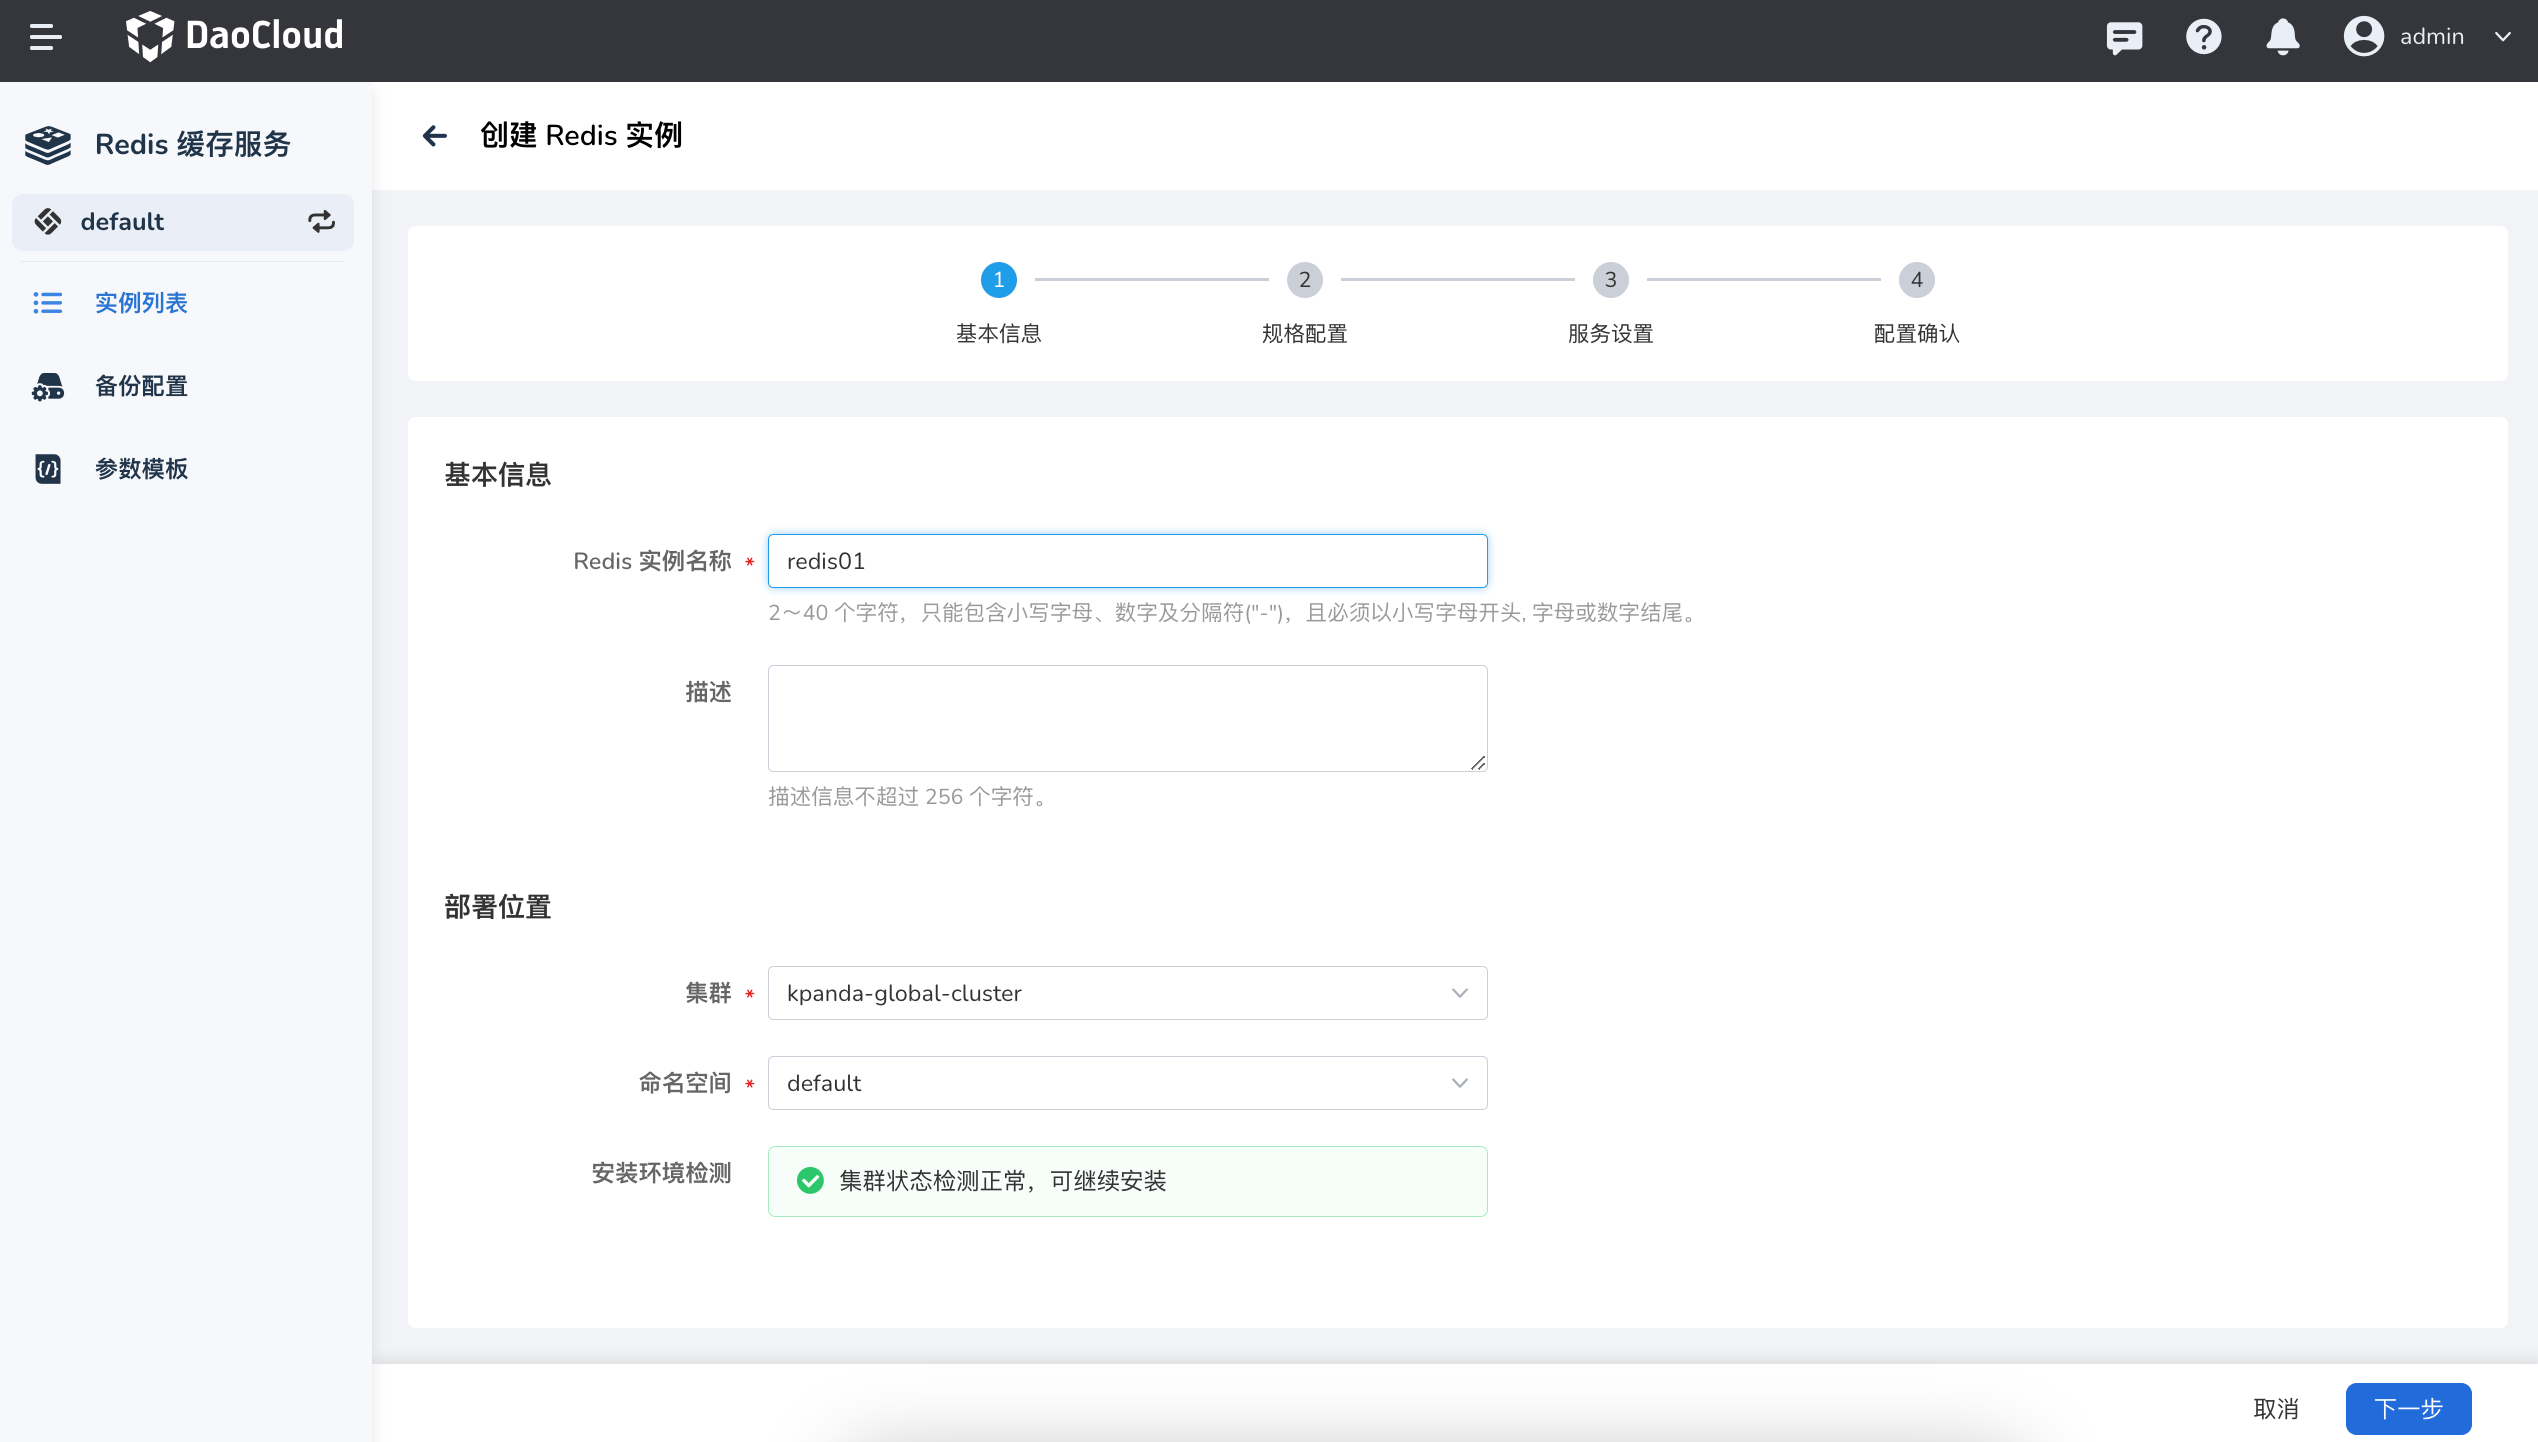 DaoCloud
admin
Redis 缓存服务
default
实例列表
备份配置
参数模板
创建 Redis 实例
1
2
3
4
基本信息
规格配置
服务设置
配置确认
基本信息
Redis 实例名称 * redis01
2～40 个字符，只能包含小写字母、数字及分隔符("-")，且必须以小写字母开头, 字母或数字结尾。
描述
描述信息不超过 256 个字符。
部署位置
集群 * kpanda-global-cluster
命名空间 * default
安装环境检测 集群状态检测正常，可继续安装
取消
下一步